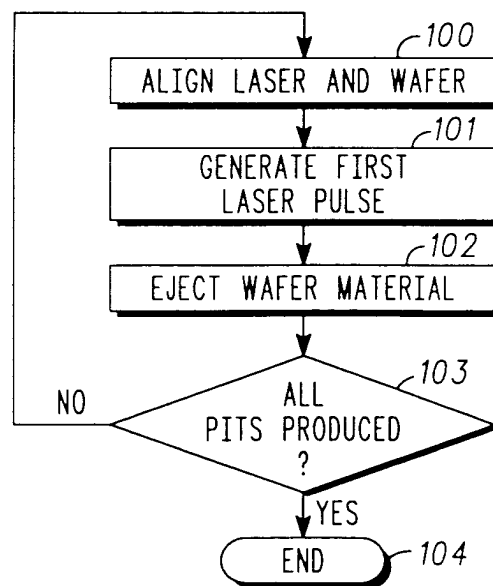 100
ALIGN LASER AND WAFER
101
GENERATE FIRST
LASER PULSE
102
EJECT WAFER MATERIAL
103
ALL
PITS PRODUCED
?
NO
YES
END
104